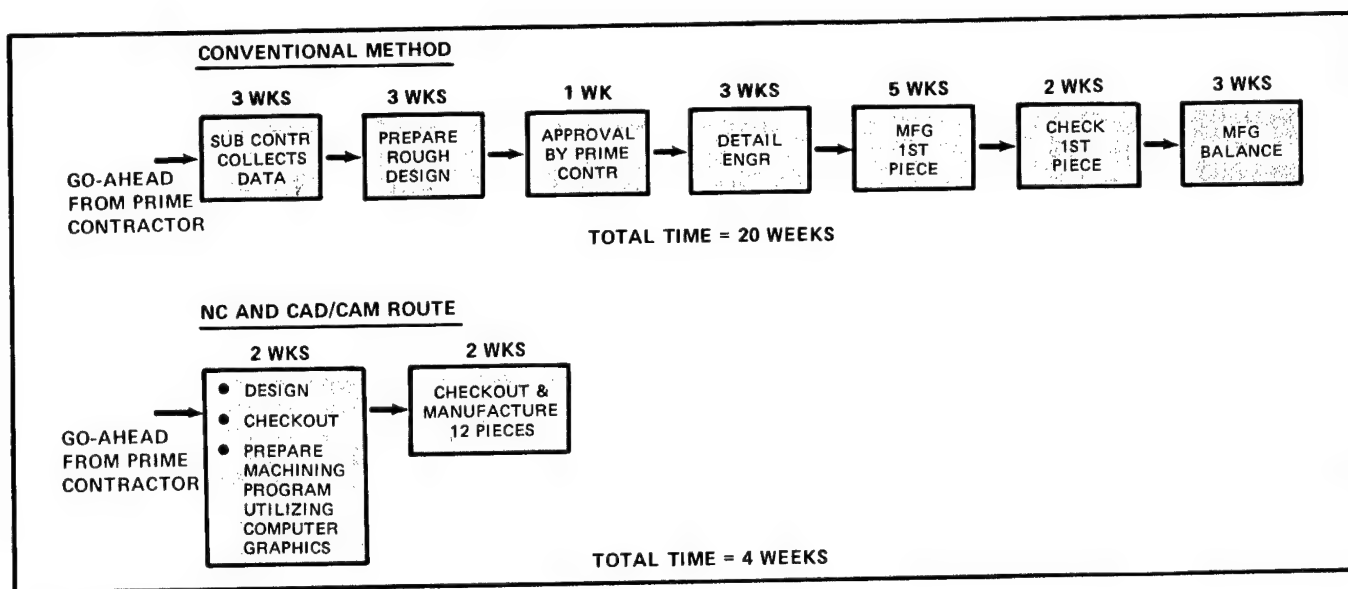 CONVENTIONAL METHOD
3 WKS
SUB CONTR
COLLECTS
DATA
3 WKS
PREPARE
ROUGH
DESIGN
1 WK
APPROVAL
BY PRIME
CONTR
3 WKS
DETAIL
ENGR
5 WKS
MFG
1ST
PIECE
2 WKS
CHECK
1ST
PIECE
3 WKS
MFG
BALANCE
GO-AHEAD
FROM PRIME
CONTRACTOR
TOTAL TIME = 20 WEEKS
NC AND CAD/CAM ROUTE
2 WKS
● DESIGN
● CHECKOUT
● PREPARE
MACHINING
PROGRAM
UTILIZING
COMPUTER
GRAPHICS
2 WKS
CHECKOUT &
MANUFACTURE
12 PIECES
GO-AHEAD
FROM PRIME
CONTRACTOR
TOTAL TIME = 4 WEEKS